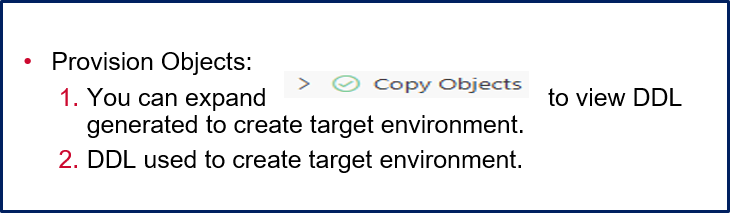 • Provision Objects:
1. You can expand > Copy Objects to view DDL
generated to create target environment.
2. DDL used to create target environment.